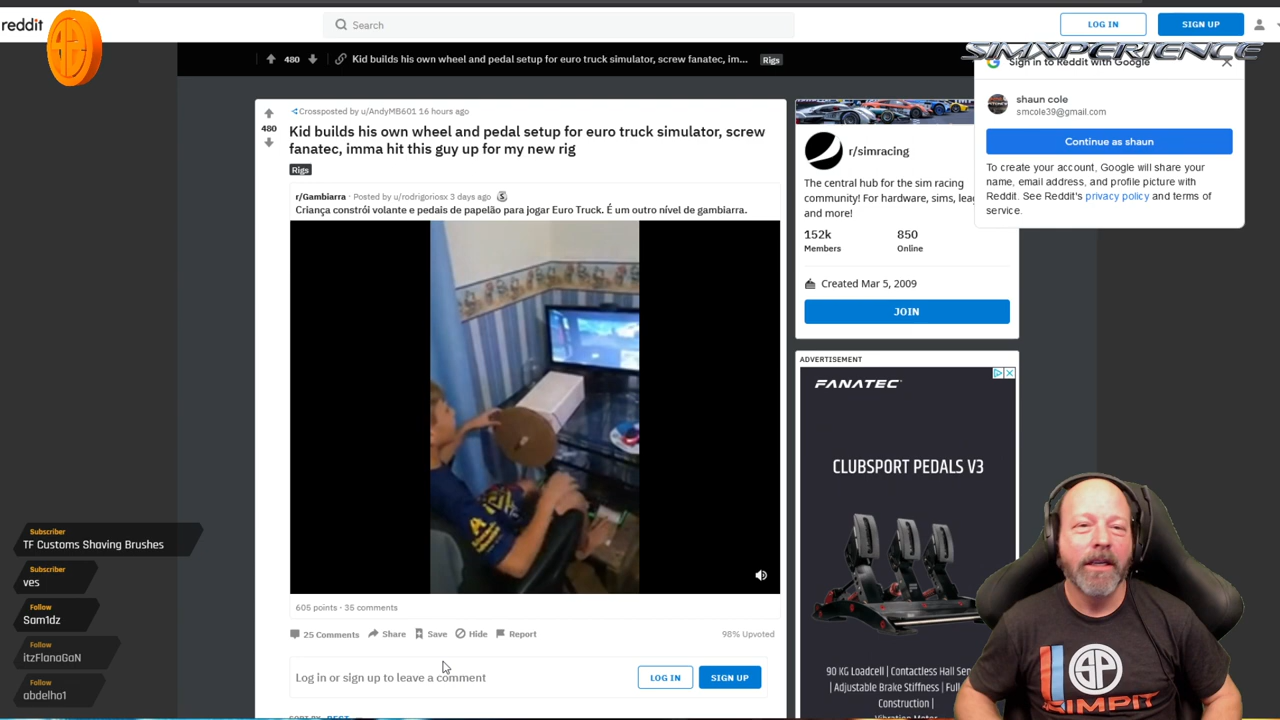 reddit
Search
LOG IN
SIGN UP
480
Kid builds his own wheel and pedal setup for euro truck simulator, screw fanatec, im...
Rigs
SIMXPERIENCE
Sign in to Reddit with Google
shaun cole
smcole39@gmail.com
Continue as shaun
To create your account, Google will share your
name, email address, and profile picture with
Reddit. See Reddit's privacy policy and terms of
service.
Crossposted by u/AndyMB601 16 hours ago
480
Kid builds his own wheel and pedal setup for euro truck simulator, screw
fanatec, imma hit this guy up for my new rig
Rigs
r/Gambiarra · Posted by u/rodrigoriosx 3 days ago
Criança constrói volante e pedais de papelão para jogar Euro Truck. É um outro nível de gambiarra.
605 points · 35 comments
25 Comments
Share
Save
Hide
Report
98% Upvoted
Log in or sign up to leave a comment
LOG IN
SIGN UP
SORT BY BEST
r/simracing
The central hub for the sim racing
community! For hardware, sims, lea
and more!
152k
850
Members
Online
Created Mar 5, 2009
JOIN
ADVERTISEMENT
FANATEC
CLUBSPORT PEDALS V3
90 KG Loadcell | Contactless Hall Sen
| Adjustable Brake Stiffness | Full
Construction |
Vibration Motor
Subscriber
TF Customs Shaving Brushes
Subscriber
ves
Follow
Sam1dz
Follow
itzFlanaGaN
Follow
abdelho1
SIMPIT